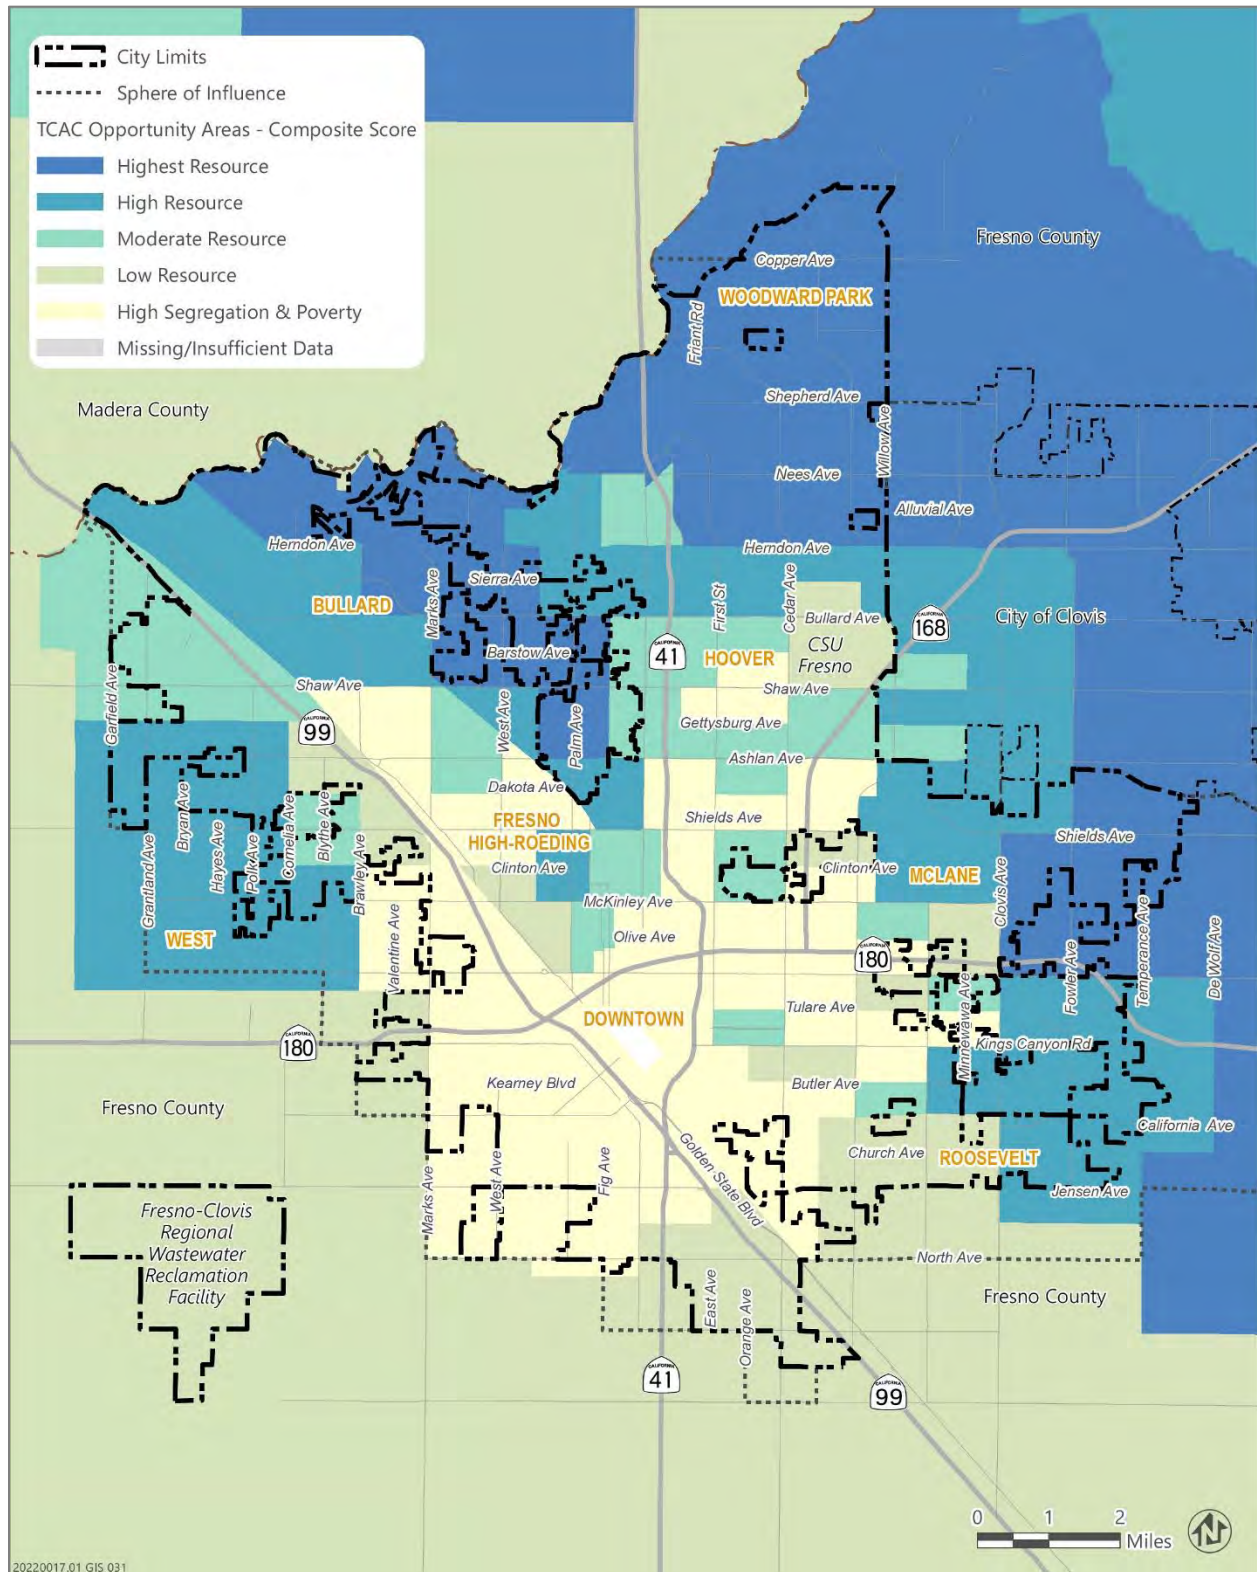 City Limits
Sphere of Influence
TCAC Opportunity Areas - Composite Score
Highest Resource
High Resource
Moderate Resource
Low Resource
High Segregation & Poverty
Missing/Insufficient Data
Fresno County
Copper Ave
WOODWARD PARK
Friant Rd
Shepherd Ave
Willow Ave
Madera County
Nees Ave
Alluvial Ave
Herndon Ave
Herndon Ave
Sierra Ave
Marks Ave
BULLARD
First St
Cedar Ave
Bullard Ave
CALIFORNIA
168
City of Clovis
CALIFORNIA
41
Barstow Ave
HOOVER
CSU
Fresno
Garfield Ave
Shaw Ave
Shaw Ave
West Ave
Palm Ave
Gettysburg Ave
CALIFORNIA
99
Ashlan Ave
Dakota Ave
Bryan Ave
Grantland Ave
Hayes Ave
Polk Ave
Cornelia Ave
Blythe Ave
Brawley Ave
FRESNO
HIGH-ROEDING
Shields Ave
Shields Ave
Clinton Ave
Clinton Ave
MCLANE
Clovis Ave
McKinley Ave
WEST
Valentine Ave
Olive Ave
CALIFORNIA
180
Fowler Ave
Temperance Ave
De Wolf Ave
Minnewawa Ave
Tulare Ave
DOWNTOWN
CALIFORNIA
180
Kings Canyon Rd
Kearney Blvd
Butler Ave
Fresno County
California Ave
Golden State Blvd
Church Ave
ROOSEVELT
Marks Ave
West Ave
Fig Ave
Jensen Ave
Fresno-Clovis
Regional
Wastewater
Reclamation
Facility
North Ave
East Ave
Orange Ave
Fresno County
CALIFORNIA
41
CALIFORNIA
99
0 1 2
Miles
N
20220017.01 GIS 031